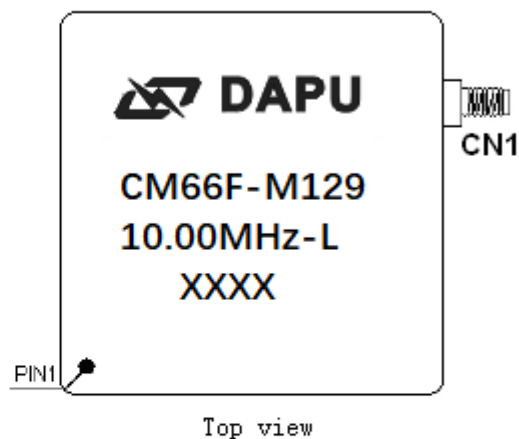 DAPU
CN1
CM66F-M129
10.00MHz-L
XXXX
PIN1
Top view